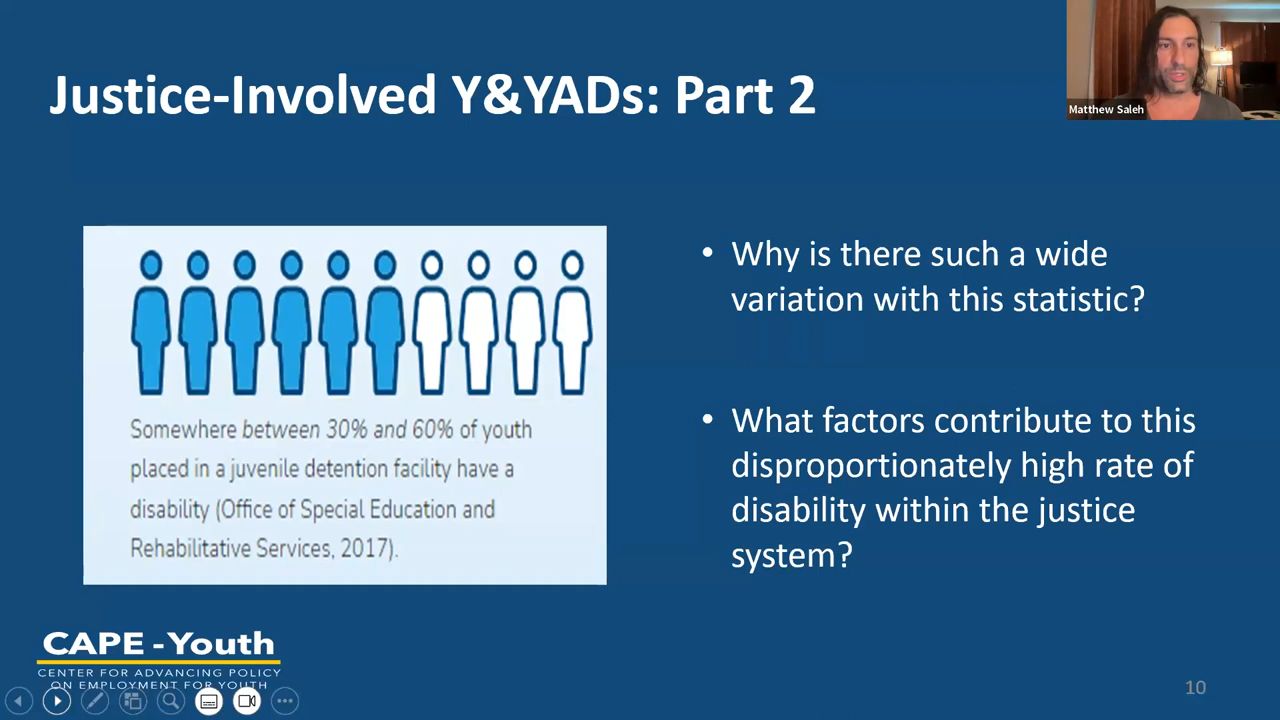 Justice-Involved Y&YADs: Part 2
Matthew Saleh
Somewhere between 30% and 60% of youth
placed in a juvenile detention facility have a
disability (Office of Special Education and
Rehabilitative Services, 2017).
• Why is there such a wide
variation with this statistic?
• What factors contribute to this
disproportionately high rate of
disability within the justice
system?
CAPE - Youth
CENTER FOR ADVANCING POLICY
ON EMPLOYMENT FOR YOUTH
10